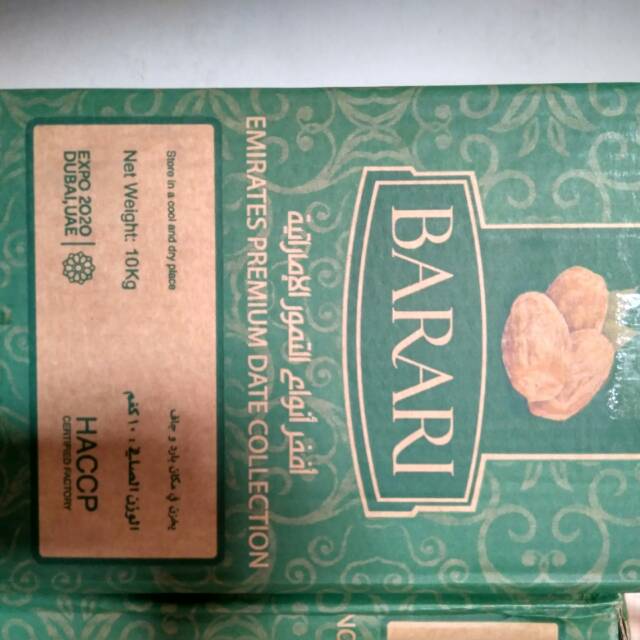 BARARI
أفخر أنواع التمور الإماراتية
EMIRATES PREMIUM DATE COLLECTION
Store in a cool and dry place
يخزن في مكان بارد و جاف
Net Weight: 10Kg
الوزن الصافي: ١٠ كغم
EXPO 2020
DUBAI, UAE
HACCP
CERTIFIED FACTORY